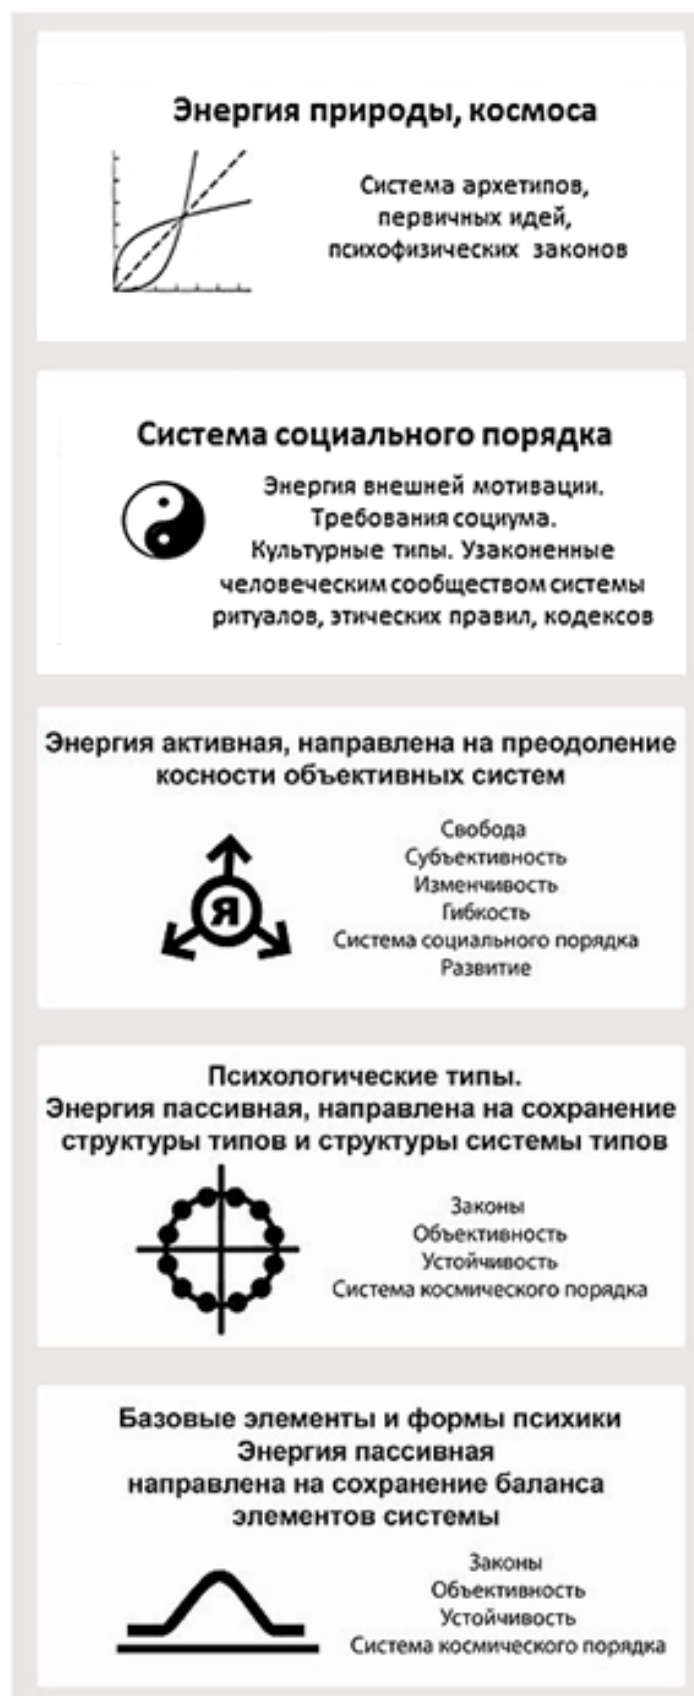 Энергия природы, космоса
Система архетипов,
первичных идей,
психофизических законов
Система социального порядка
Энергия внешней мотивации.
Требования социума.
Культурные типы. Узаконенные
человеческим сообществом системы
ритуалов, этических правил, кодексов
Энергия активная, направлена на преодоление
косности объективных систем
Я
Свобода
Субъективность
Изменчивость
Гибкость
Система социального порядка
Развитие
Психологические типы.
Энергия пассивная, направлена на сохранение
структуры типов и структуры системы типов
Законы
Объективность
Устойчивость
Система космического порядка
Базовые элементы и формы психики
Энергия пассивная
направлена на сохранение баланса
элементов системы
Законы
Объективность
Устойчивость
Система космического порядка